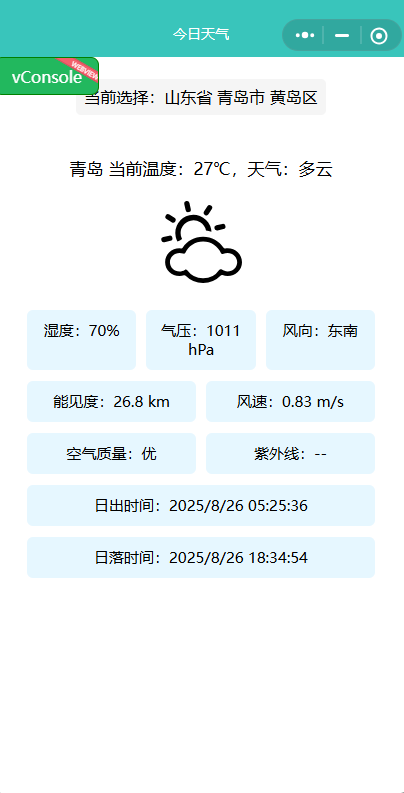 今日天气
vConsole
WEBVIEW
当前选择：山东省 青岛市 黄岛区
青岛 当前温度：27℃，天气：多云
湿度：70%
气压：1011
hPa
风向：东南
能见度：26.8 km
风速：0.83 m/s
空气质量：优
紫外线：--
日出时间：2025/8/26 05:25:36
日落时间：2025/8/26 18:34:54